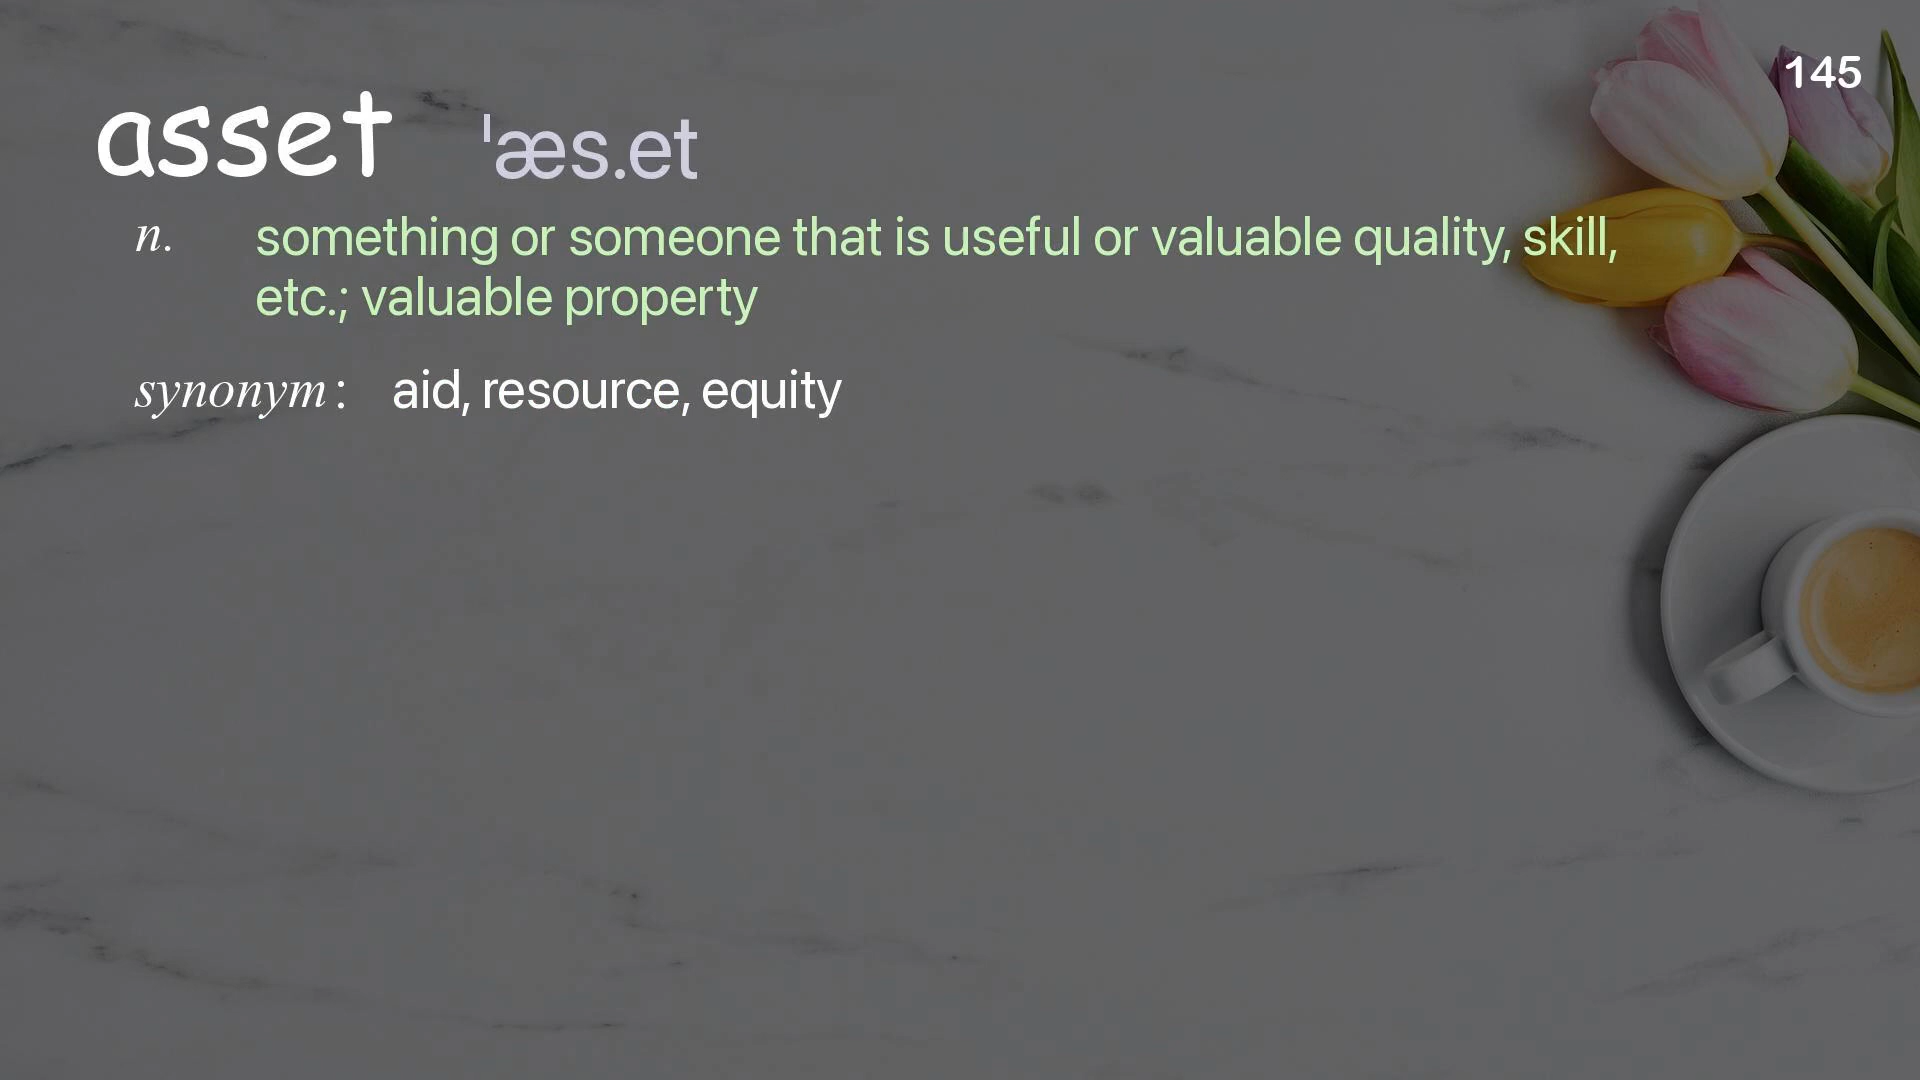 145
asset ˈæs.et
n. something or someone that is useful or valuable quality, skill,
etc.; valuable property
synonym: aid, resource, equity